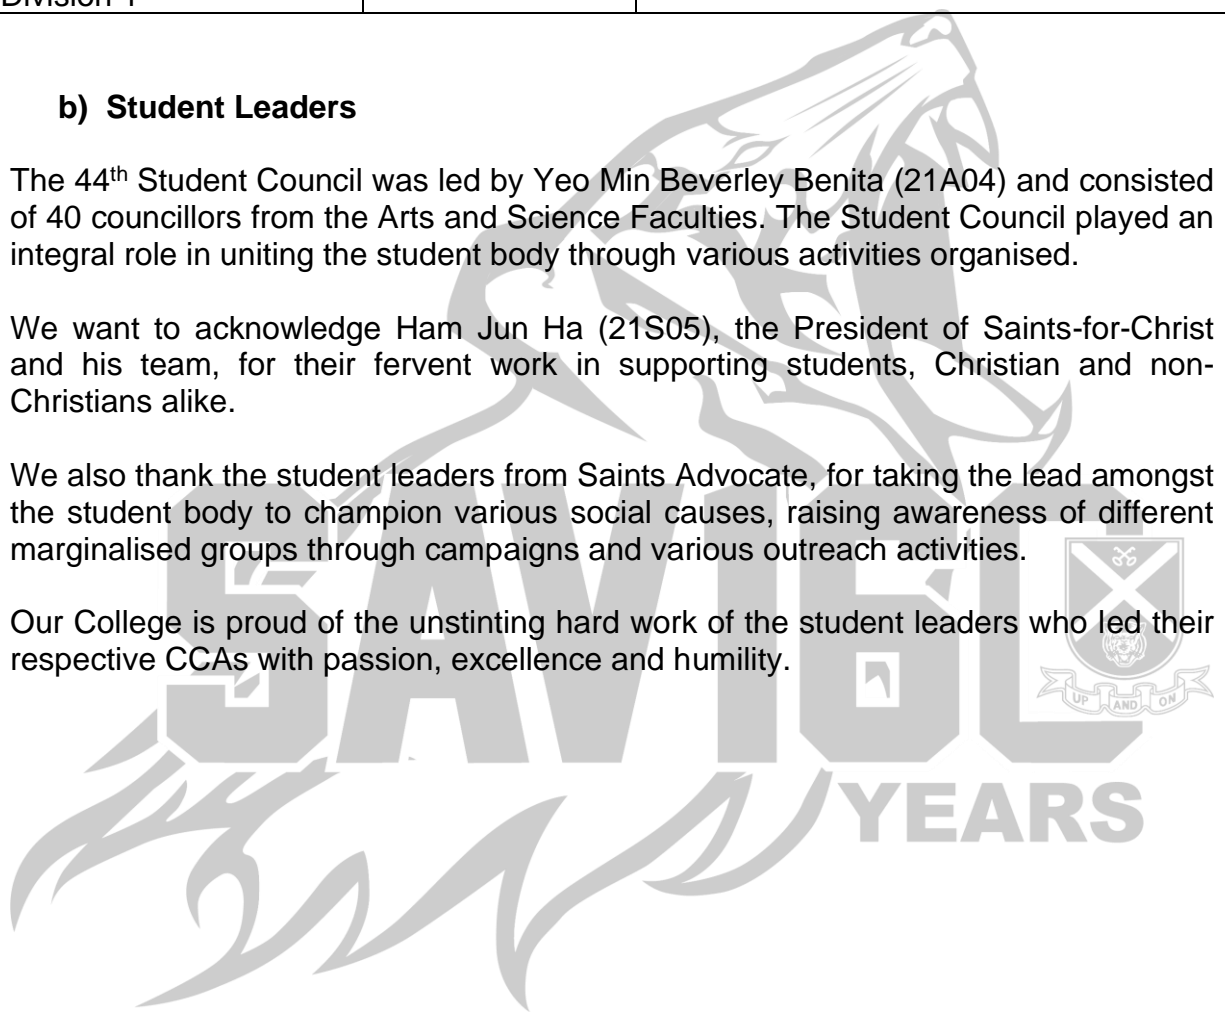 Division 1
b) Student Leaders
The 44th Student Council was led by Yeo Min Beverley Benita (21A04) and consisted
of 40 councillors from the Arts and Science Faculties. The Student Council played an
integral role in uniting the student body through various activities organised.
We want to acknowledge Ham Jun Ha (21S05), the President of Saints-for-Christ
and his team, for their fervent work in supporting students, Christian and non-
Christians alike.
We also thank the student leaders from Saints Advocate, for taking the lead amongst
the student body to champion various social causes, raising awareness of different
marginalised groups through campaigns and various outreach activities.
Our College is proud of the unstinting hard work of the student leaders who led their
respective CCAs with passion, excellence and humility.
SAV160
UP AND ON
YEARS